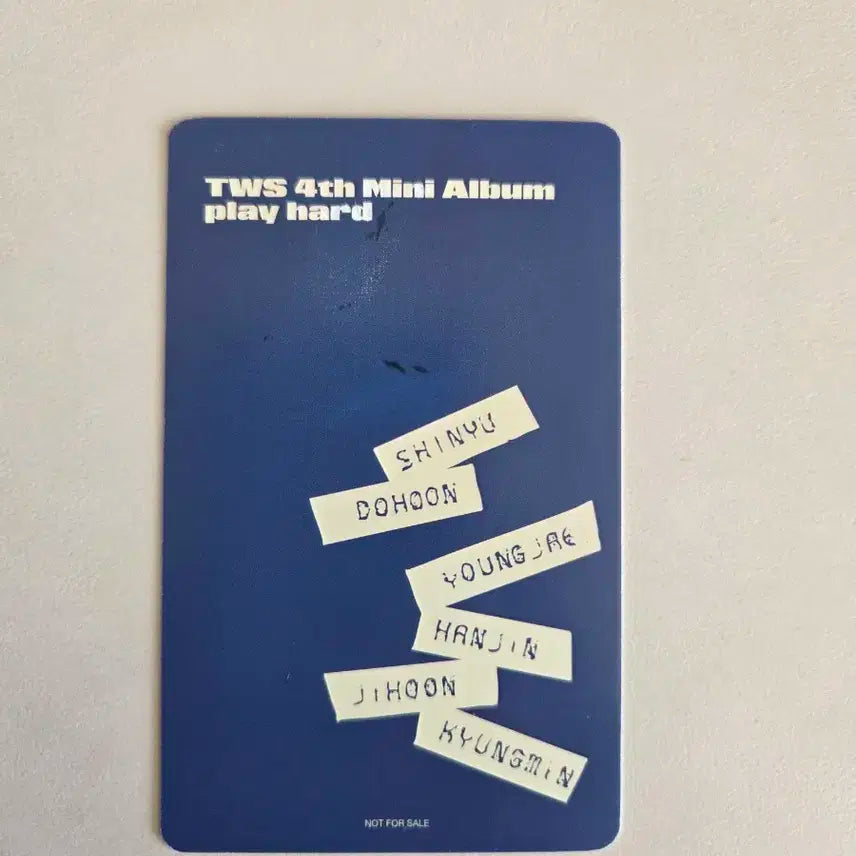 TWS 4th Mini Album
play hard
SHINYU
DOHOON
YOUNGJAE
HANJIN
JIHOON
KYUNGMIN
NOT FOR SALE